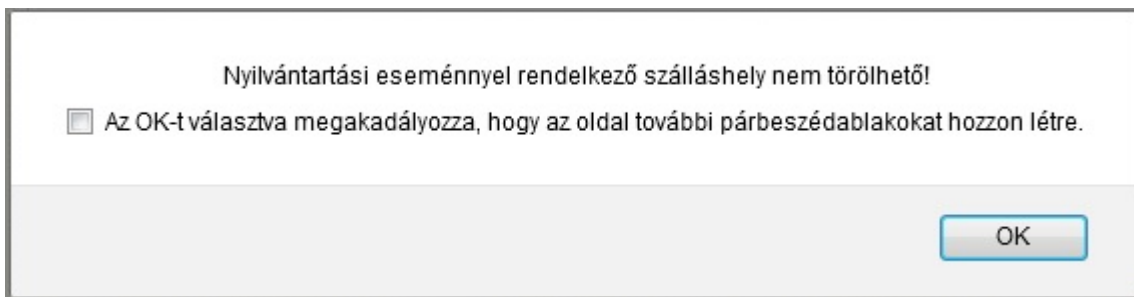 Nyilvántartási eseménnyel rendelkező szálláshely nem törölhető!
Az OK-t választva megakadályozza, hogy az oldal további párbeszédablakokat hozzon létre.
OK